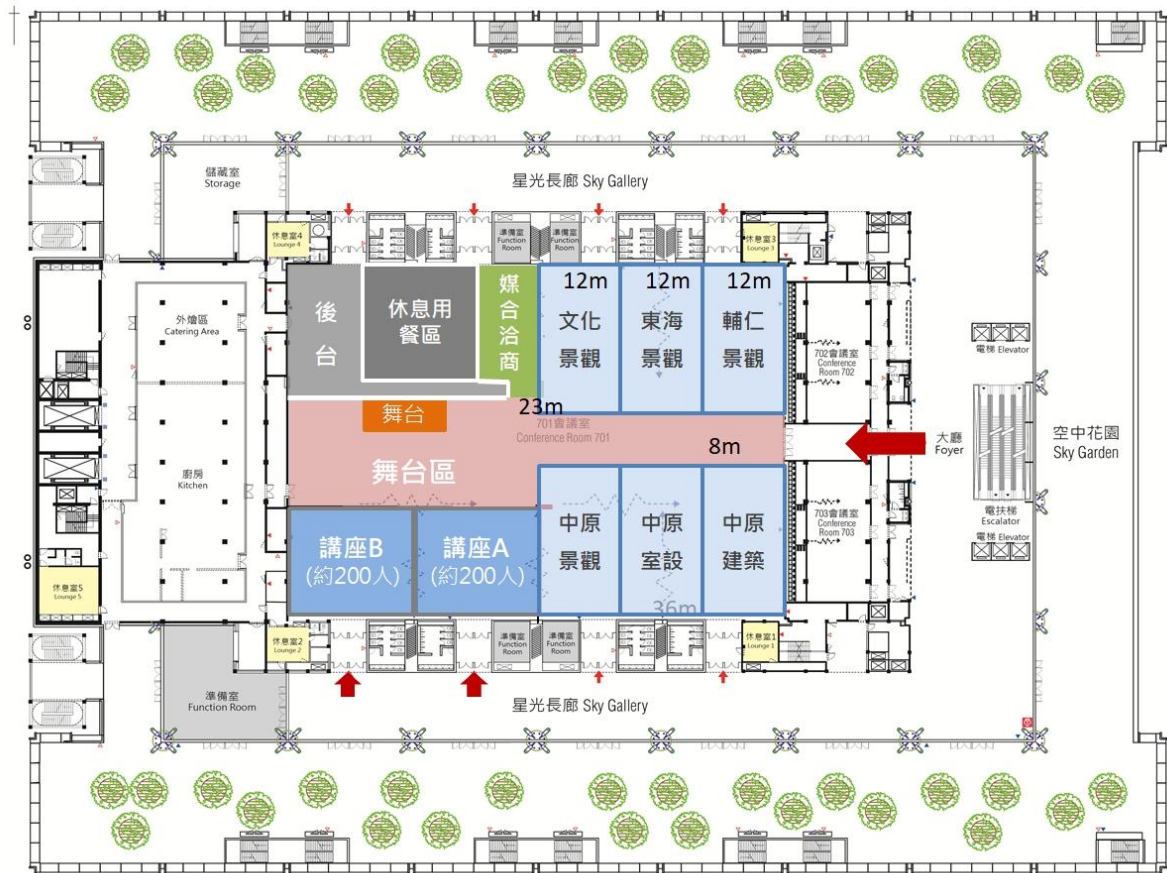 儲藏室
Storage
星光長廊 Sky Gallery
休息室4
Lounge 4
準備室
Function
Room
準備室
Function
Room
休息室3
Lounge 3
外燴區
Catering Area
後
台
休息用
餐區
媒
合
洽
商
12m
文化
景觀
12m
東海
景觀
12m
輔仁
景觀
702會議室
Conference
Room 702
電梯 Elevator
舞台
23m
701會議室
Conference Room 701
8m
大廳
Foyer
空中花園
Sky Garden
廚房
Kitchen
舞台區
703會議室
Conference
Room 703
電扶梯
Escalator
電梯 Elevator
講座B
(約200人)
講座A
(約200人)
中原
景觀
中原
室設
中原
建築
36m
休息室5
Lounge 5
休息室2
Lounge 2
準備室
Function
Room
準備室
Function
Room
休息室1
Lounge 1
準備室
Function Room
星光長廊 Sky Gallery